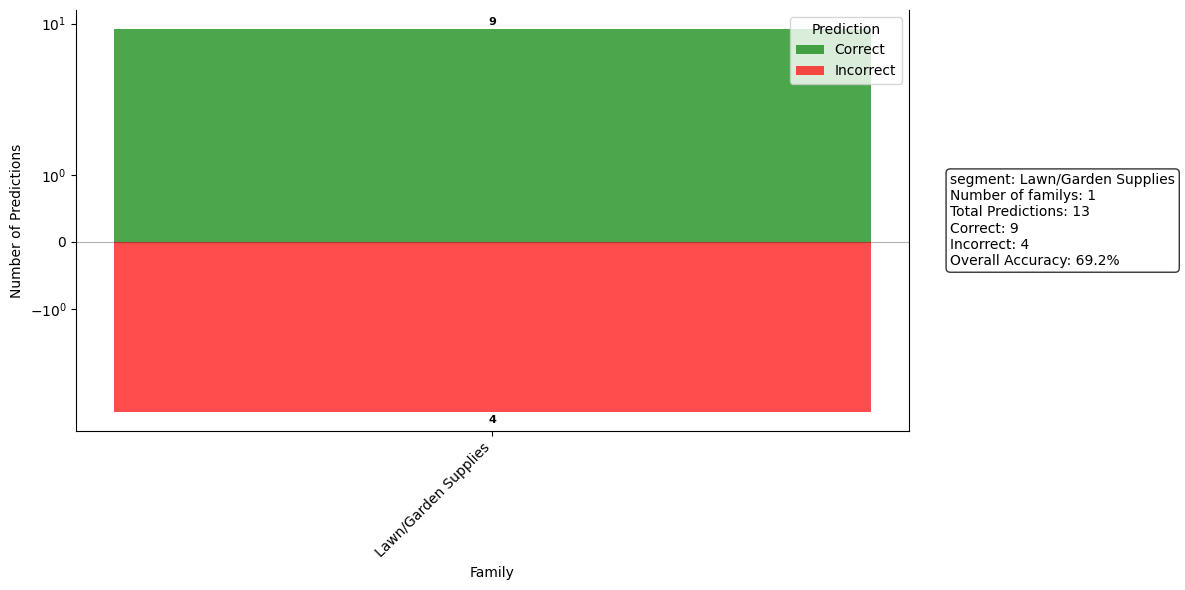 10¹
10⁰
0
−10⁰
Number of Predictions
9
4
Prediction
Correct
Incorrect
Lawn/Garden Supplies
Family
segment: Lawn/Garden Supplies
Number of familys: 1
Total Predictions: 13
Correct: 9
Incorrect: 4
Overall Accuracy: 69.2%